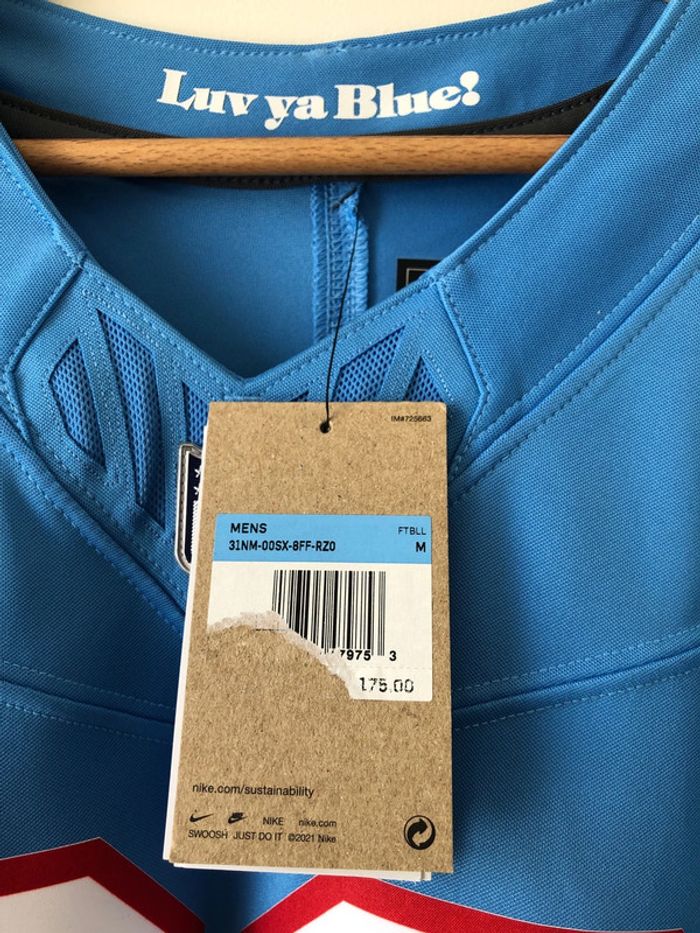 Luv ya Blue!
IM#725663
MENS
FTBLL
31NM-00SX-8FF-RZ0
M
7975 3
175.00
nike.com/sustainability
NIKE nike.com
SWOOSH JUST DO IT ©2021 Nike